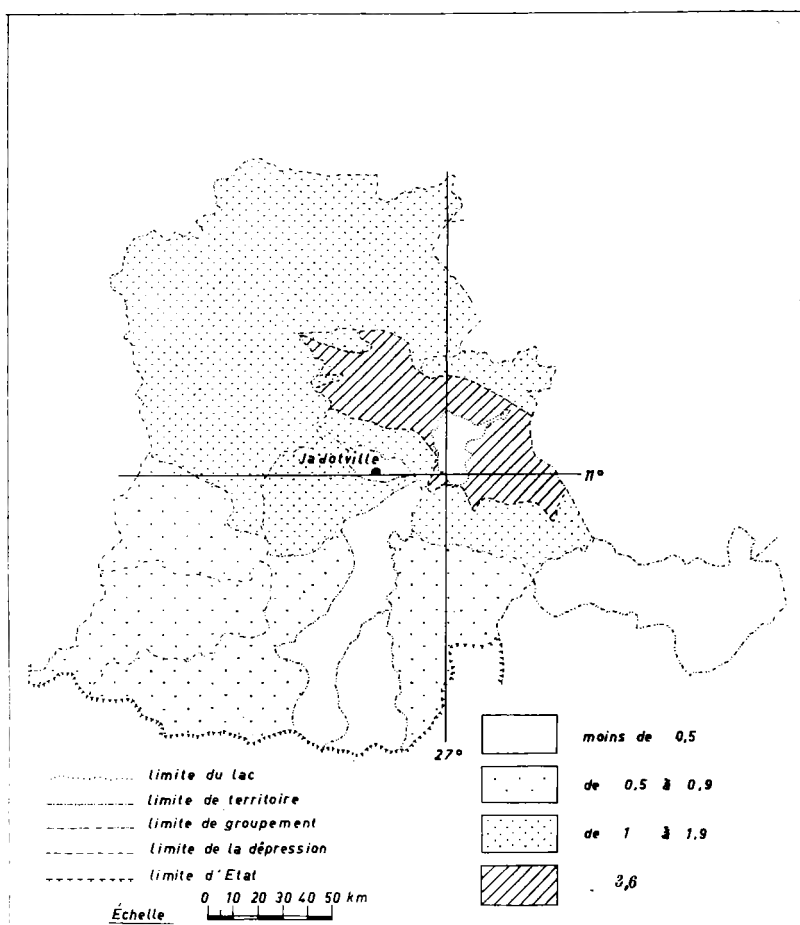 Jadotville
11°
27°
moins de 0,5
de 0,5 à 0,9
de 1 à 1,9
3,6
limite du lac
limite de territoire
limite de groupement
limite de la dépression
limite d'Etat
0 10 20 30 40 50 km
Échelle